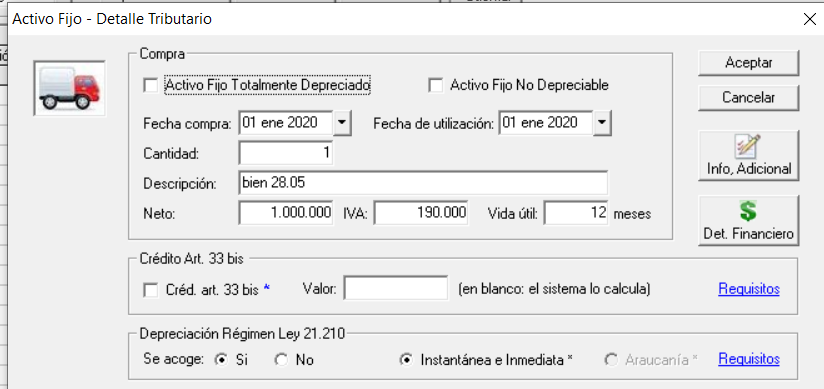 Activo Fijo - Detalle Tributario
Compra
Activo Fijo Totalmente Depreciado
Activo Fijo No Depreciable
Fecha compra: 01 ene 2020 Fecha de utilización: 01 ene 2020
Cantidad: 1
Descripción: bien 28.05
Neto: 1.000.000 IVA: 190.000 Vida útil: 12 meses
Aceptar
Cancelar
Info, Adicional
Det. Financiero
Crédito Art. 33 bis
Créd. art. 33 bis * Valor: (en blanco: el sistema lo calcula) Requisitos
Depreciación Régimen Ley 21.210
Se acoge: Si No Instantánea e Inmediata * Araucanía * Requisitos